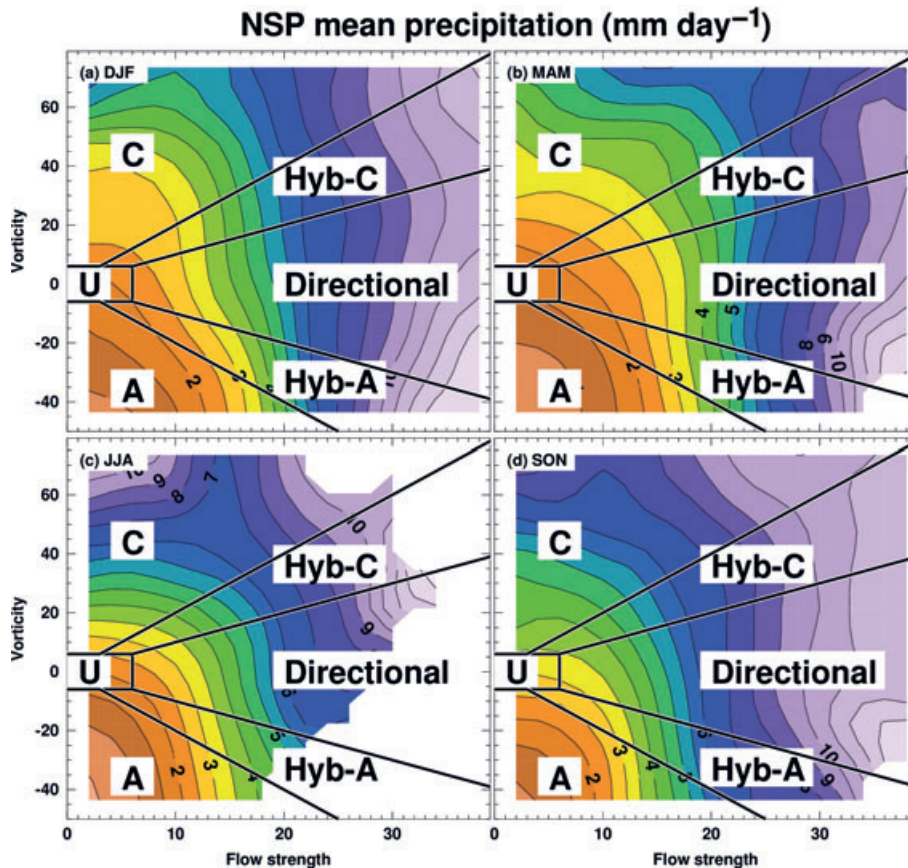 NSP mean precipitation (mm day⁻¹)
(a) DJF
(b) MAM
60
40
20
0
-20
-40
Vorticity
C
Hyb-C
U
Directional
A
Hyb-A
2
10
C
Hyb-C
U
Directional
A
Hyb-A
2
3
4
5
8
9
10
(c) JJA
(d) SON
60
40
20
0
-20
-40
Vorticity
C
Hyb-C
U
Directional
A
Hyb-A
10
9
8
7
10
9
2
3
4
5
C
Hyb-C
U
Directional
A
Hyb-A
2
3
4
5
10
9
0
10
20
30
10
20
30
Flow strength
Flow strength